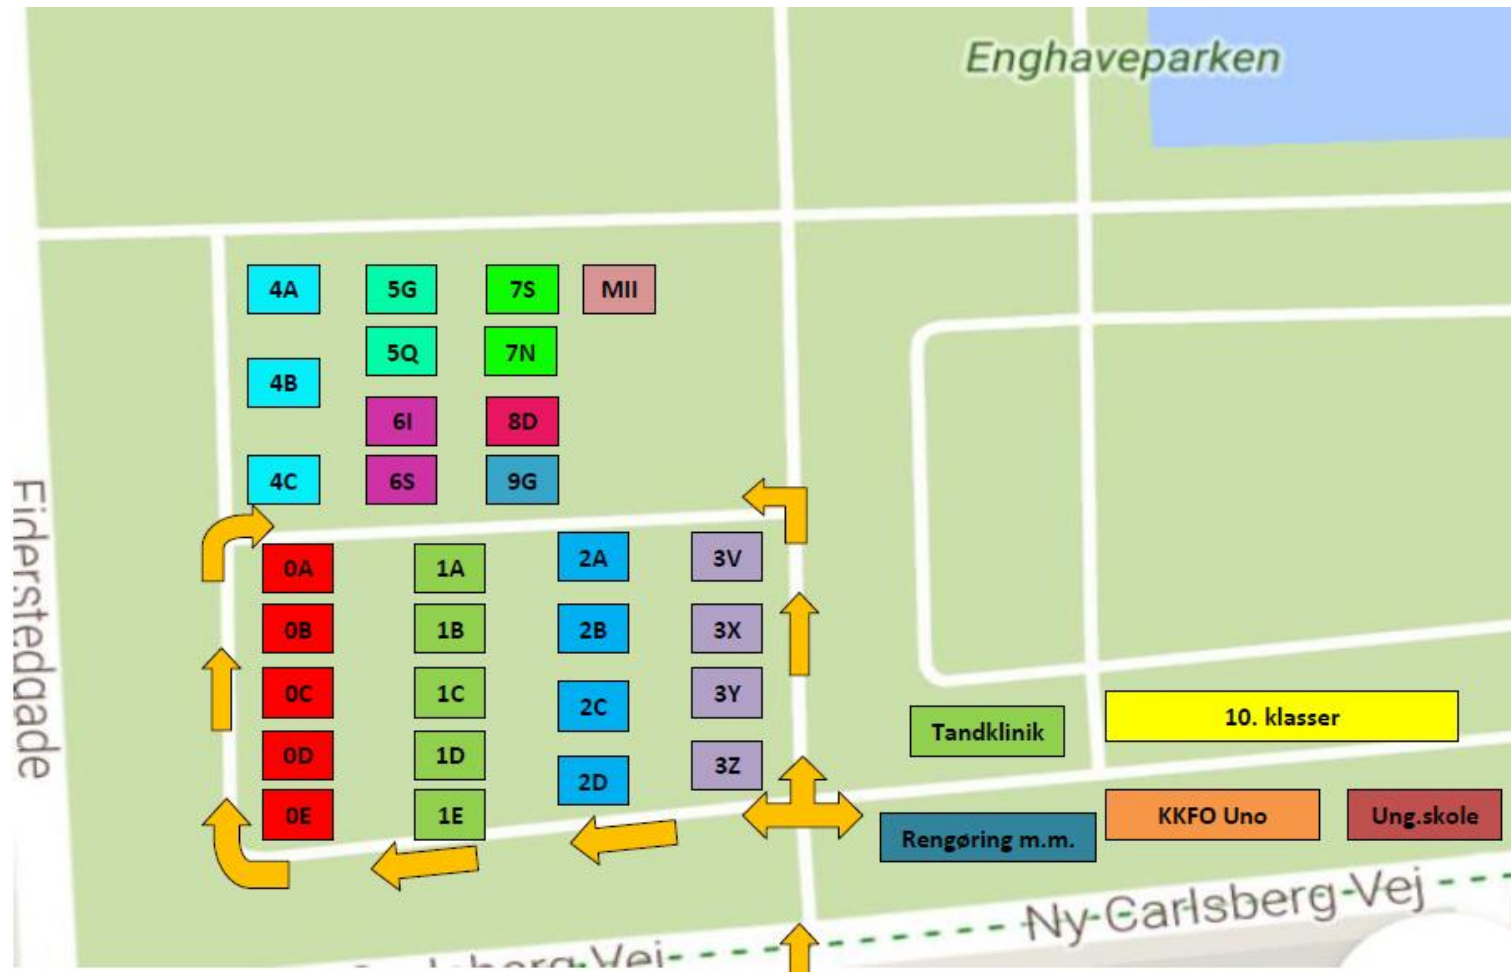 Enghaveparken
4A 5G 7S MII
5Q 7N
4B
6I 8D
4C 6S 9G
Ejderstedgade
0A 1A 2A 3V
0B 1B 2B 3X
0C 1C 2C 3Y
0D 1D 2D 3Z
0E 1E
Tandklinik
10. klasser
Rengøring m.m.
KKFO Uno
Ung.skole
Ny Carlsberg Vej
Carlsberg Vej